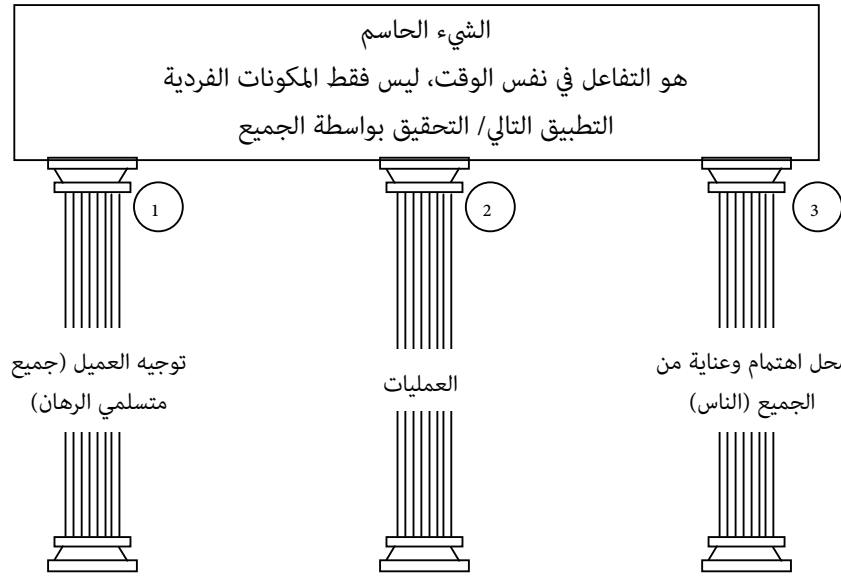 الشيء الحاسم
هو التفاعل في نفس الوقت، ليس فقط المكونات الفردية
التطبيق التالي/ التحقيق بواسطة الجميع
1
2
3
توجيه العميل (جميع
متسلمي الرهان)
العمليات
محل اهتمام وعناية من
الجميع (الناس)